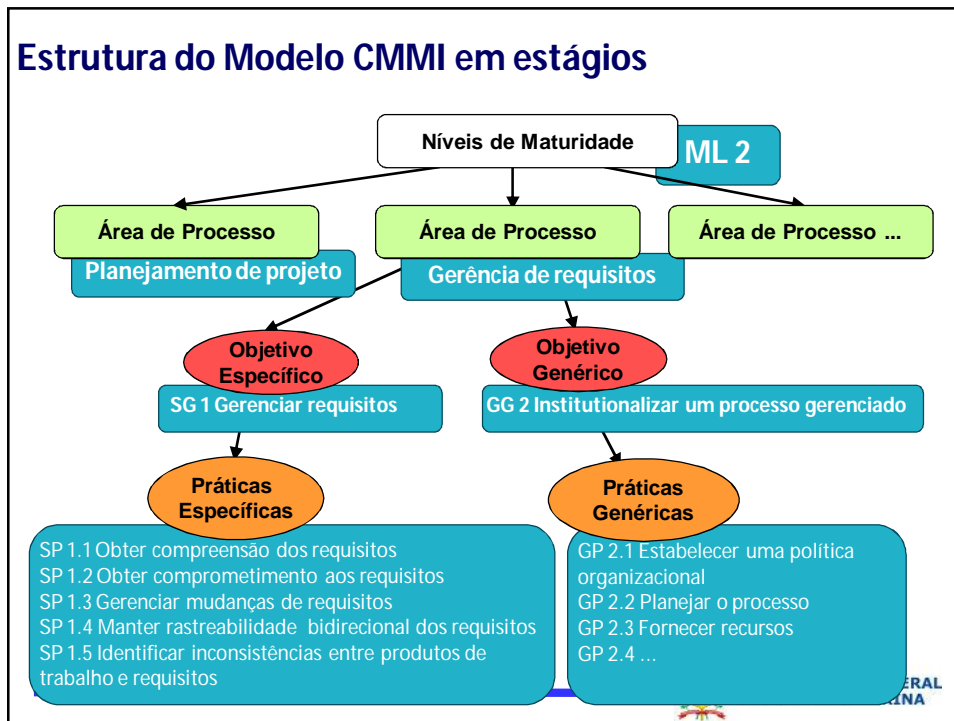 Estrutura do Modelo CMMI em estágios
Níveis de Maturidade
ML 2
Área de Processo
Área de Processo
Área de Processo ...
Planejamento de projeto
Gerência de requisitos
Objetivo
Específico
Objetivo
Genérico
SG 1 Gerenciar requisitos
GG 2 Institutionalizar um processo gerenciado
Práticas
Específicas
Práticas
Genéricas
SP 1.1 Obter compreensão dos requisitos
SP 1.2 Obter comprometimento aos requisitos
SP 1.3 Gerenciar mudanças de requisitos
SP 1.4 Manter rastreabilidade bidirecional dos requisitos
SP 1.5 Identificar inconsistências entre produtos de
trabalho e requisitos
GP 2.1 Estabelecer uma política
organizacional
GP 2.2 Planejar o processo
GP 2.3 Fornecer recursos
GP 2.4 ...
ERAL
INA